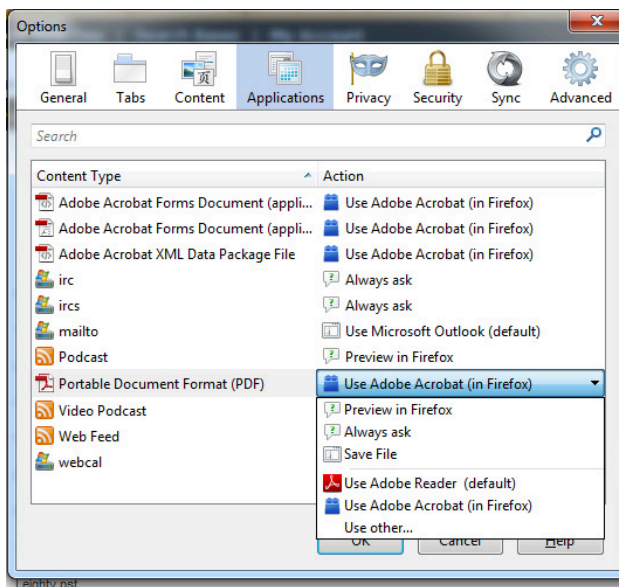 Options
General Tabs Content Applications Privacy Security Sync Advanced
Search
Content Type Action
Adobe Acrobat Forms Document (appli... Use Adobe Acrobat (in Firefox)
Adobe Acrobat Forms Document (appli... Use Adobe Acrobat (in Firefox)
Adobe Acrobat XML Data Package File Use Adobe Acrobat (in Firefox)
irc Always ask
ircs Always ask
mailto Use Microsoft Outlook (default)
Podcast Preview in Firefox
Portable Document Format (PDF) Use Adobe Acrobat (in Firefox)
Video Podcast Preview in Firefox
Web Feed Always ask
webcal Save File
Use Adobe Reader (default)
Use Adobe Acrobat (in Firefox)
Use other...
OK Cancel Help